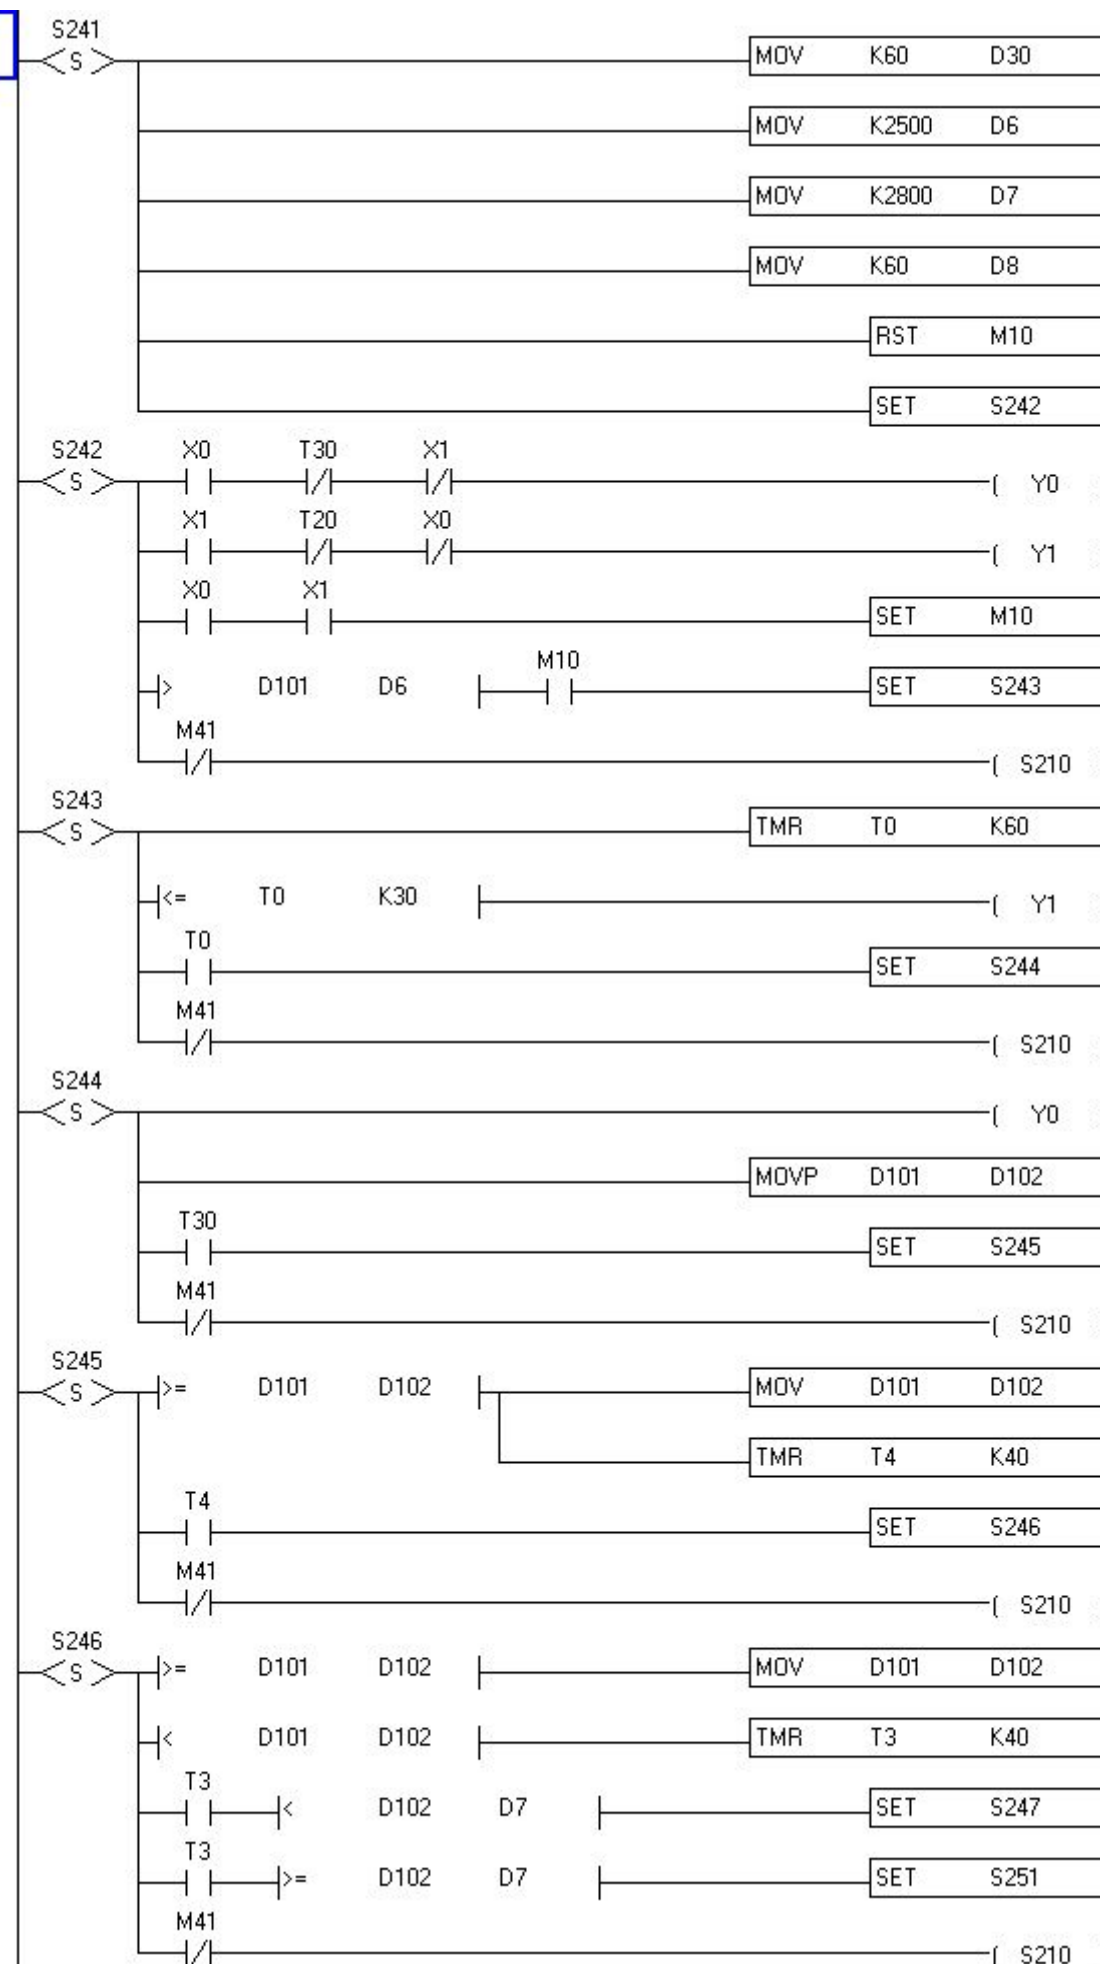 S241
S MOV K60 D30
MOV K2500 D6
MOV K2800 D7
MOV K60 D8
RST M10
SET S242
S242 X0 T30 X1
S Y0
X1 T20 X0
Y1
X0 X1
SET M10
M10
> D101 D6 SET S243
M41
S210
S243
S TMR T0 K60
<= T0 K30 Y1
T0
SET S244
M41
S210
S244
S Y0
MOVP D101 D102
T30
SET S245
M41
S210
S245
S >= D101 D102 MOV D101 D102
TMR T4 K40
T4
SET S246
M41
S210
S246
S >= D101 D102 MOV D101 D102
< D101 D102 TMR T3 K40
T3
< D102 D7 SET S247
T3
>= D102 D7 SET S251
M41
S210